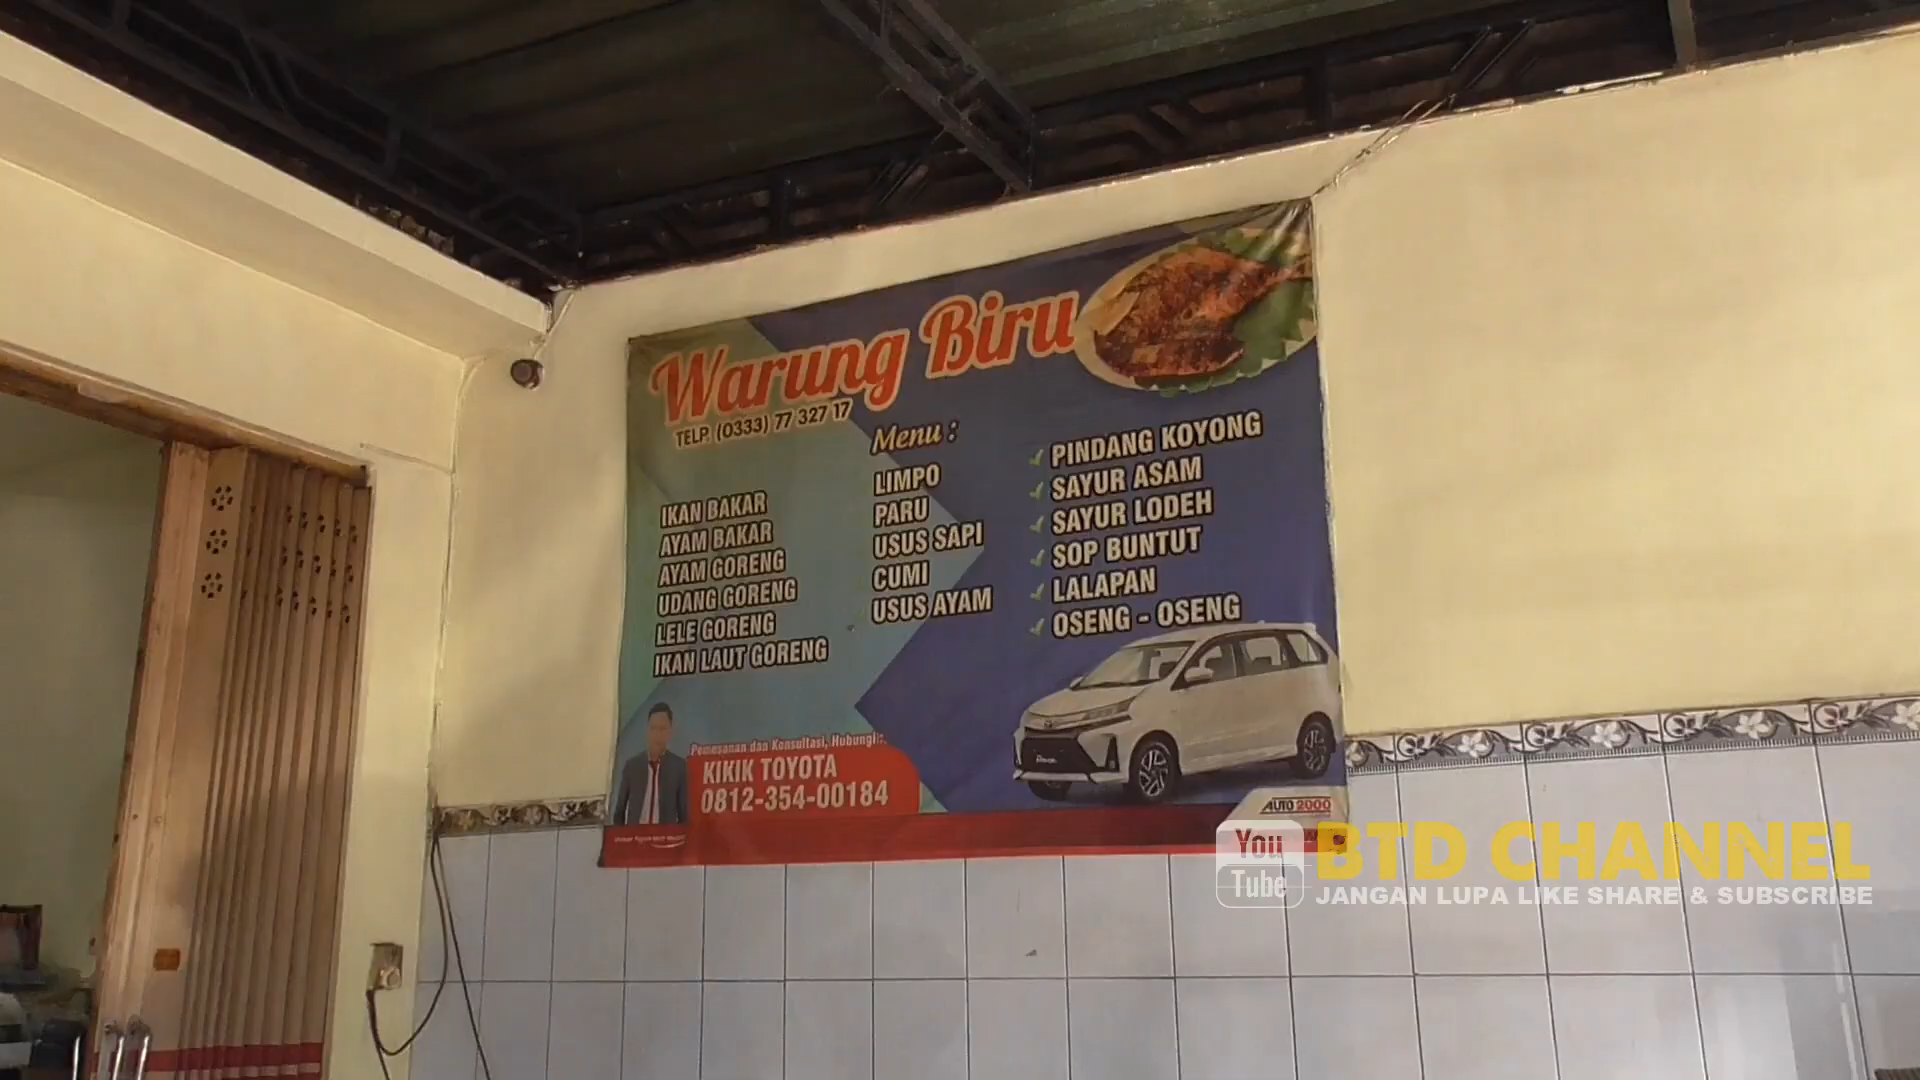 Warung Biru
TELP. (0333) 77 327 17
Menu :
IKAN BAKAR
AYAM BAKAR
AYAM GORENG
UDANG GORENG
LELE GORENG
IKAN LAUT GORENG
LIMPO
PARU
USUS SAPI
CUMI
USUS AYAM
PINDANG KOYONG
SAYUR ASAM
SAYUR LODEH
SOP BUNTUT
LALAPAN
OSENG - OSENG
Pemesanan dan Konsultasi, Hubungi:
KIKIK TOYOTA
0812-354-00184
AUTO 2000
You
Tube
BTD CHANNEL
JANGAN LUPA LIKE SHARE & SUBSCRIBE